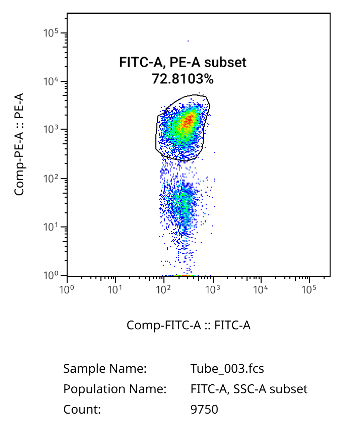 FITC-A, PE-A subset
72.8103%
10⁵
10⁴
10³
10²
10¹
10⁰
Comp-PE-A :: PE-A
10⁰ 10¹ 10² 10³ 10⁴ 10⁵
Comp-FITC-A :: FITC-A
Sample Name: Tube_003.fcs
Population Name: FITC-A, SSC-A subset
Count: 9750